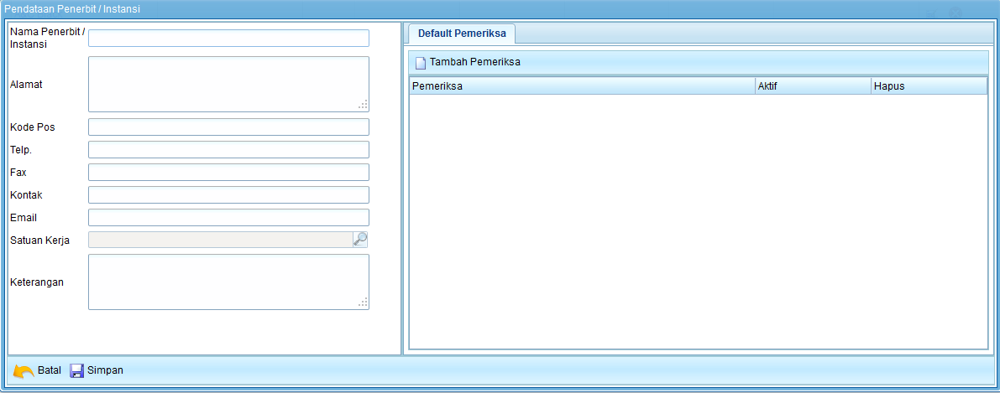 Pendataan Penerbit / Instansi
Nama Penerbit /
Instansi
Alamat
Kode Pos
Telp.
Fax
Kontak
Email
Satuan Kerja
Keterangan
Default Pemeriksa
Tambah Pemeriksa
Pemeriksa Aktif Hapus
Batal Simpan